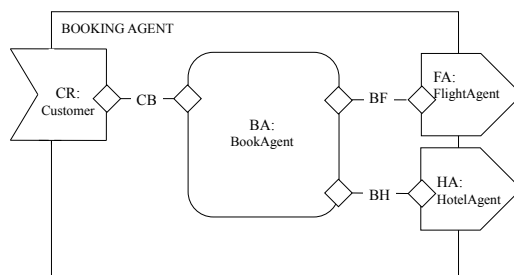 BOOKING AGENT
CR:
Customer
CB
BA:
BookAgent
BF
FA:
FlightAgent
BH
HA:
HotelAgent